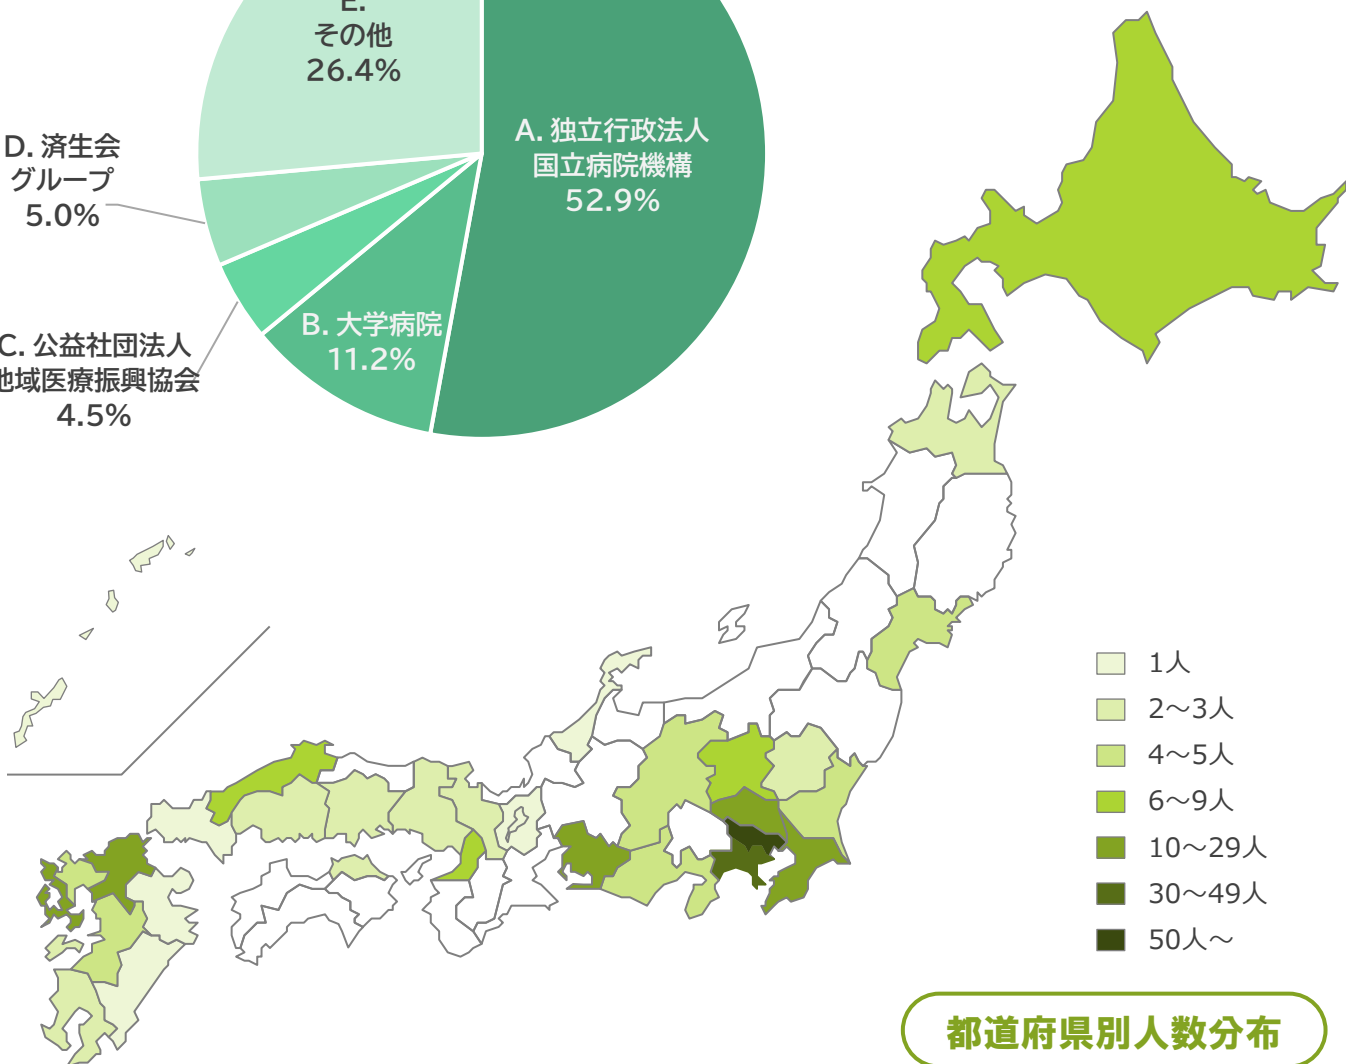 E.
その他
26.4%
A. 独立行政法人
国立病院機構
52.9%
D. 済生会
グループ
5.0%
B. 大学病院
11.2%
C. 公益社団法人
地域医療振興協会
4.5%
1人
2～3人
4～5人
6～9人
10～29人
30～49人
50人～
都道府県別人数分布